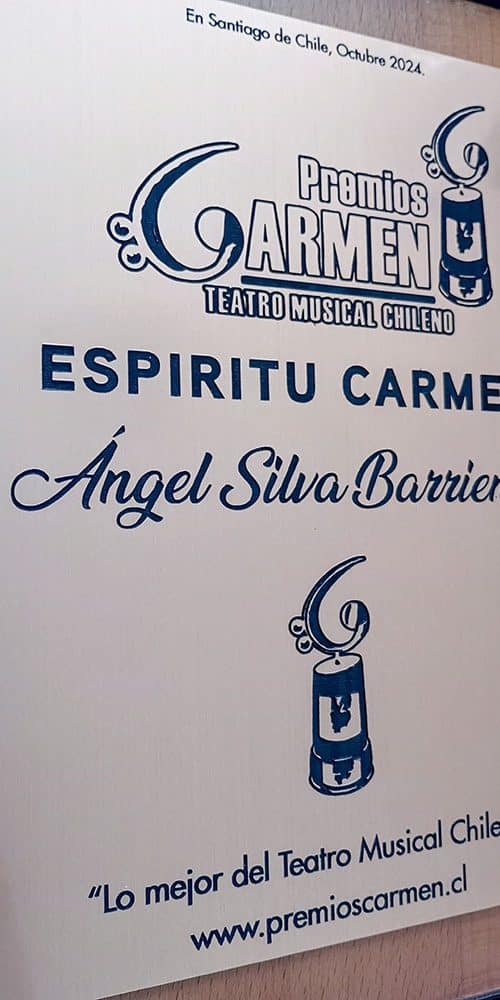 En Santiago de Chile, Octubre 2024.
Premios
CARMEN
TEATRO MUSICAL CHILENO
ESPIRITU CARME
Ángel Silva Barrier
"Lo mejor del Teatro Musical Chile
www.premioscarmen.cl